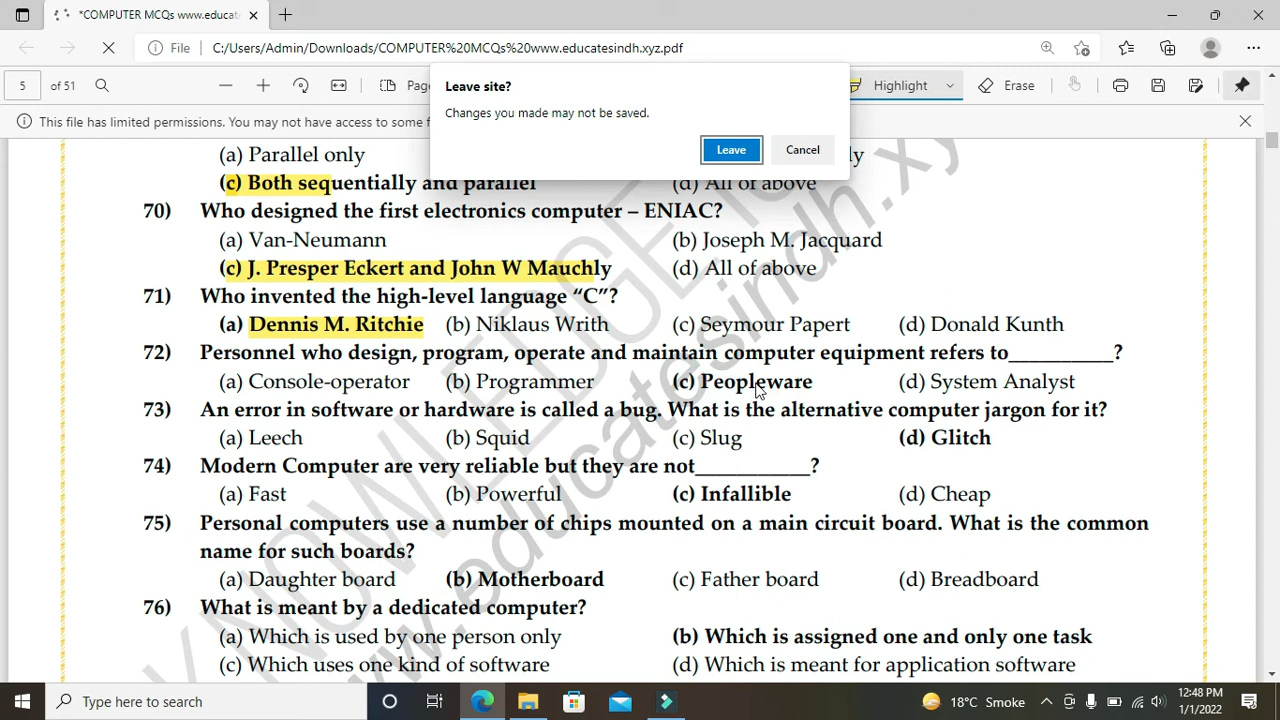 *COMPUTER MCQs www.educat
File C:/Users/Admin/Downloads/COMPUTER%20MCQs%20www.educatesindh.xyz.pdf
5 of 51
Highlight
Erase
This file has limited permissions. You may not have access to some
Leave site?
Changes you made may not be saved.
Leave Cancel
(a) Parallel only
(c) Both sequentially and parallel (d) All of above
70) Who designed the first electronics computer – ENIAC?
(a) Van-Neumann (b) Joseph M. Jacquard
(c) J. Presper Eckert and John W Mauchly (d) All of above
71) Who invented the high-level language “C”?
(a) Dennis M. Ritchie (b) Niklaus Writh (c) Seymour Papert (d) Donald Kunth
72) Personnel who design, program, operate and maintain computer equipment refers to__________?
(a) Console-operator (b) Programmer (c) Peopleware (d) System Analyst
73) An error in software or hardware is called a bug. What is the alternative computer jargon for it?
(a) Leech (b) Squid (c) Slug (d) Glitch
74) Modern Computer are very reliable but they are not___________?
(a) Fast (b) Powerful (c) Infallible (d) Cheap
75) Personal computers use a number of chips mounted on a main circuit board. What is the common
name for such boards?
(a) Daughter board (b) Motherboard (c) Father board (d) Breadboard
76) What is meant by a dedicated computer?
(a) Which is used by one person only (b) Which is assigned one and only one task
(c) Which uses one kind of software (d) Which is meant for application software
KNOWLEDGE
www.educatesindh.xy
Type here to search
18°C Smoke
12:48 PM
1/1/2022